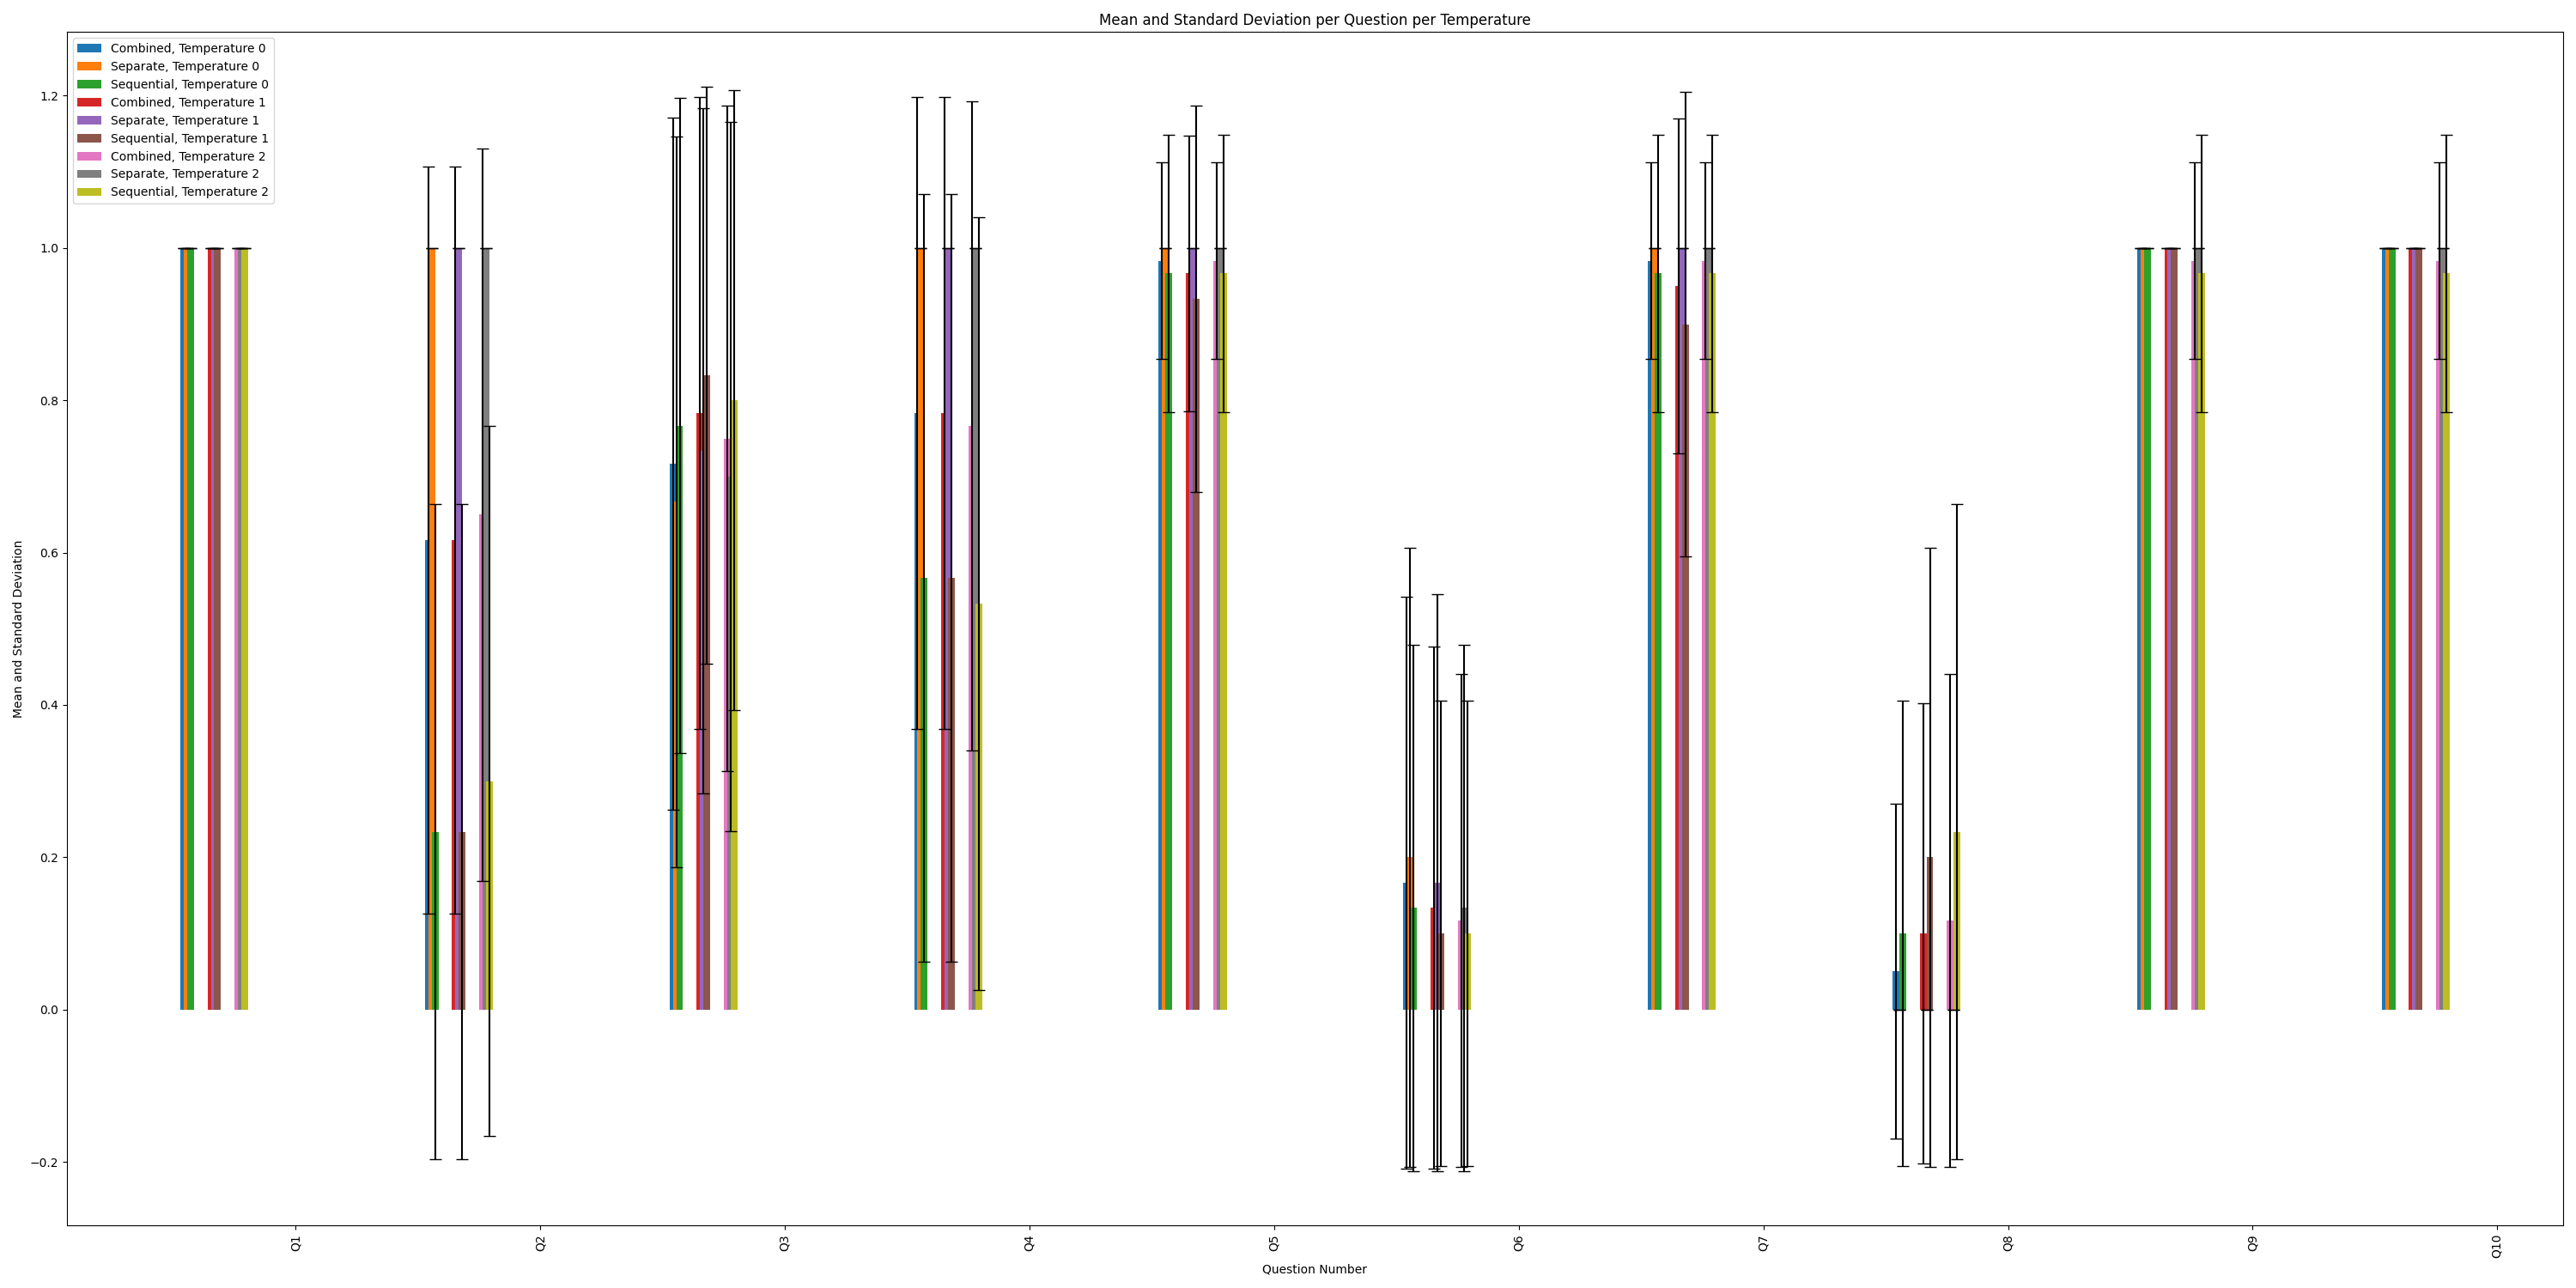 Mean and Standard Deviation per Question per Temperature
Combined, Temperature 0
Separate, Temperature 0
Sequential, Temperature 0
Combined, Temperature 1
Separate, Temperature 1
Sequential, Temperature 1
Combined, Temperature 2
Separate, Temperature 2
Sequential, Temperature 2
Mean and Standard Deviation
1.2
1.0
0.8
0.6
0.4
0.2
0.0
−0.2
Q1
Q2
Q3
Q4
Q5
Q6
Q7
Q8
Q9
Q10
Question Number